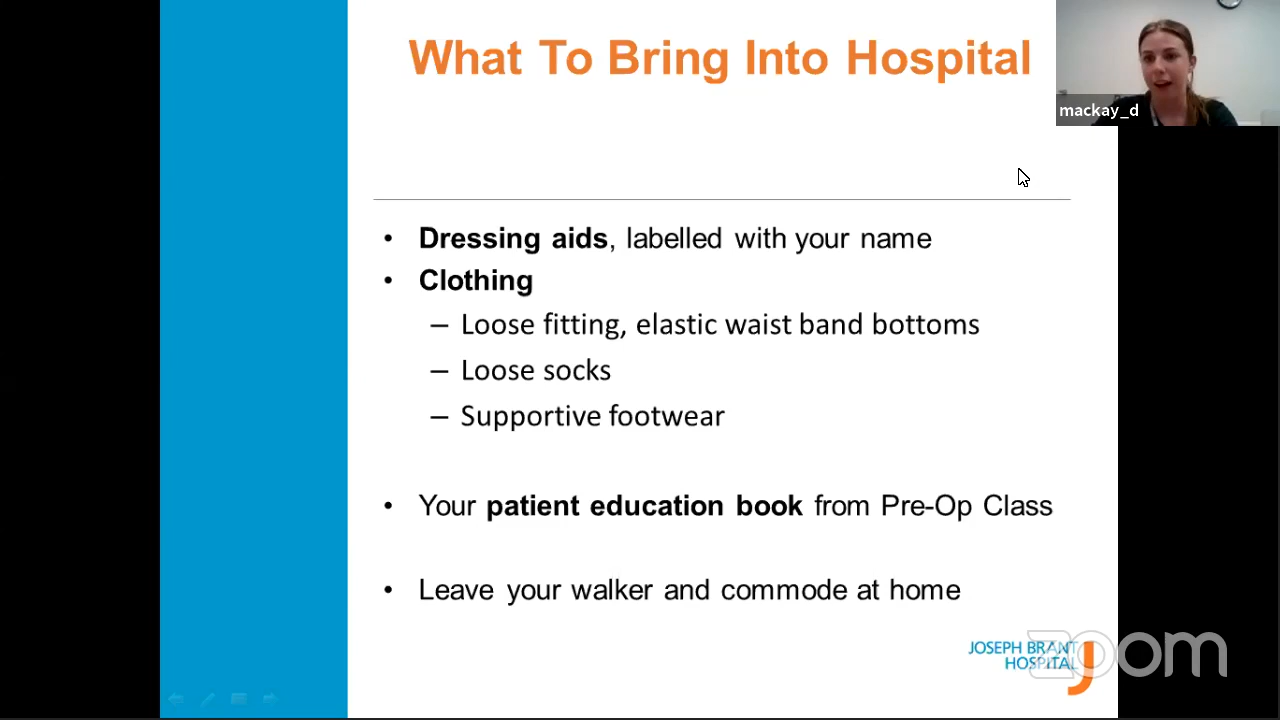 What To Bring Into Hospital
mackay_d
• Dressing aids, labelled with your name
• Clothing
– Loose fitting, elastic waist band bottoms
– Loose socks
– Supportive footwear
• Your patient education book from Pre-Op Class
• Leave your walker and commode at home
JOSEPH BRANT
HOSPITAL
zoom